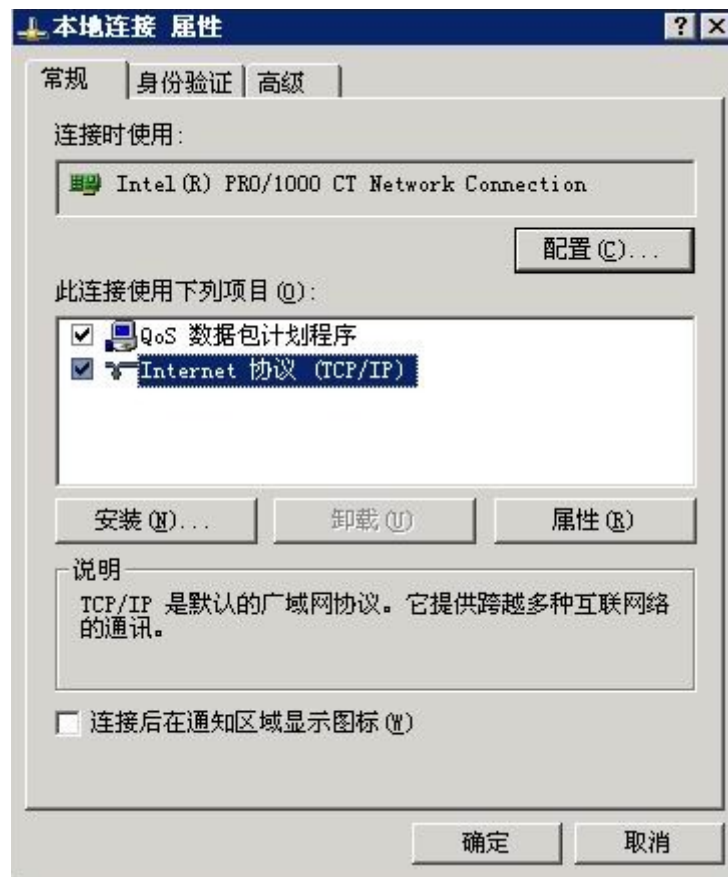 本地连接 属性
常规
身份验证
高级
连接时使用:
Intel(R) PRO/1000 CT Network Connection
配置(C)...
此连接使用下列项目(O):
QoS 数据包计划程序
Internet 协议 (TCP/IP)
安装(N)...
卸载(U)
属性(R)
说明
TCP/IP 是默认的广域网协议。它提供跨越多种互联网络
的通讯。
连接后在通知区域显示图标(W)
确定
取消